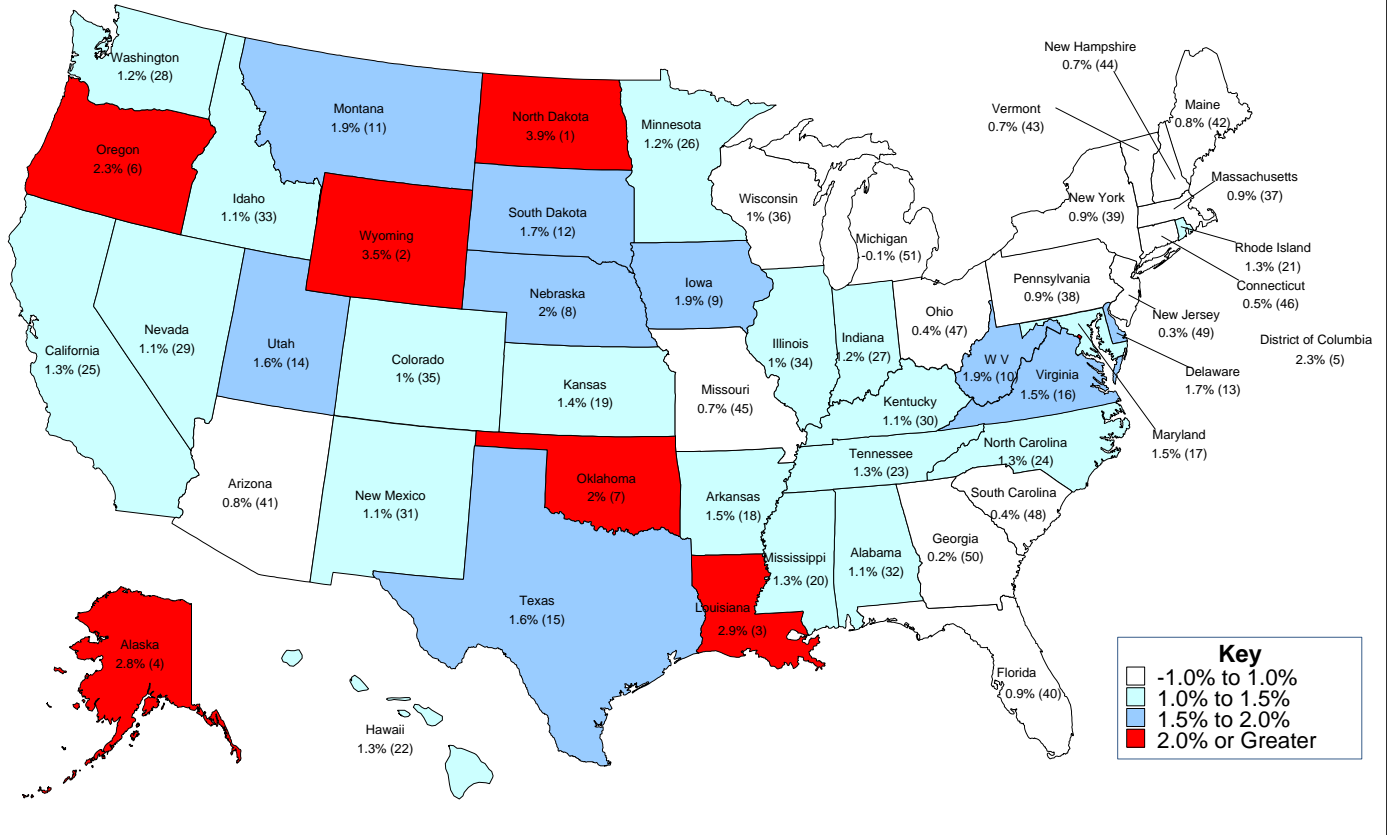 New Hampshire
0.7% (44)
Washington
1.2% (28)
Montana
1.9% (11)
North Dakota
3.9% (1)
Minnesota
1.2% (26)
Vermont
0.7% (43)
Maine
0.8% (42)
Oregon
2.3% (6)
Idaho
1.1% (33)
Wyoming
3.5% (2)
South Dakota
1.7% (12)
Wisconsin
1% (36)
Michigan
-0.1% (51)
New York
0.9% (39)
Massachusetts
0.9% (37)
Rhode Island
1.3% (21)
Connecticut
0.5% (46)
New Jersey
0.3% (49)
District of Columbia
2.3% (5)
Delaware
1.7% (13)
Maryland
1.5% (17)
Pennsylvania
0.9% (38)
Iowa
1.9% (9)
Nebraska
2% (8)
Ohio
0.4% (47)
Nevada
1.1% (29)
Utah
1.6% (14)
California
1.3% (25)
Colorado
1% (35)
Kansas
1.4% (19)
Missouri
0.7% (45)
Illinois
1% (34)
Indiana
1.2% (27)
W V
1.9% (10)
Virginia
1.5% (16)
Kentucky
1.1% (30)
Tennessee
1.3% (23)
North Carolina
1.3% (24)
Arizona
0.8% (41)
New Mexico
1.1% (31)
Oklahoma
2% (7)
Arkansas
1.5% (18)
South Carolina
0.4% (48)
Mississippi
1.3% (20)
Alabama
1.1% (32)
Georgia
0.2% (50)
Texas
1.6% (15)
Louisiana
2.9% (3)
Florida
0.9% (40)
Alaska
2.8% (4)
Hawaii
1.3% (22)
Key
-1.0% to 1.0%
1.0% to 1.5%
1.5% to 2.0%
2.0% or Greater